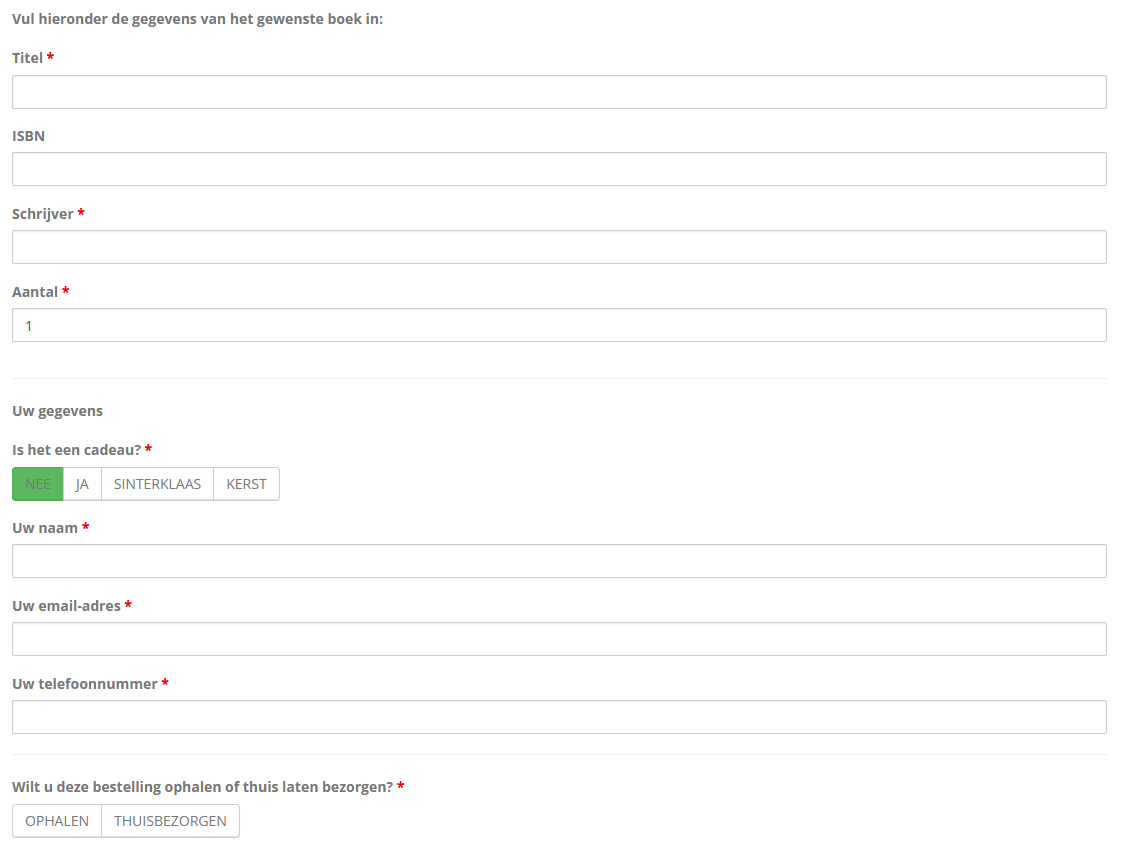 Vul hieronder de gegevens van het gewenste boek in:
Titel *
ISBN
Schrijver *
Aantal *
1
Uw gegevens
Is het een cadeau? *
NEE JA SINTERKLAAS KERST
Uw naam *
Uw email-adres *
Uw telefoonnummer *
Wilt u deze bestelling ophalen of thuis laten bezorgen? *
OPHALEN THUISBEZORGEN